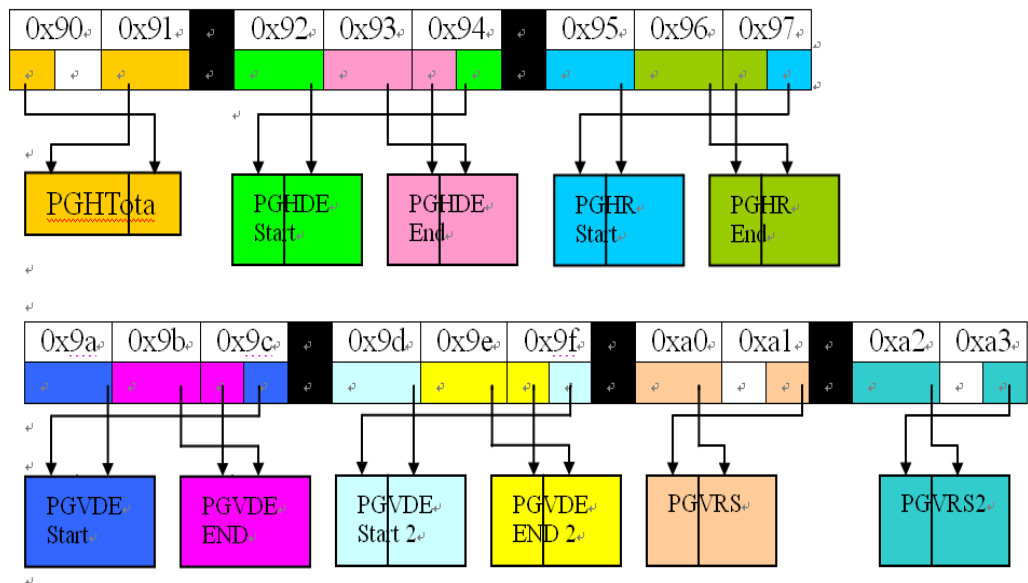 0x90 0x91 0x92 0x93 0x94 0x95 0x96 0x97
PGHTota
PGHDE
Start
PGHDE
End
PGHR
Start
PGHR
End
0x9a 0x9b 0x9c 0x9d 0x9e 0x9f 0xa0 0xa1 0xa2 0xa3
PGVDE
Start
PGVDE
END
PGVDE
Start 2
PGVDE
END 2
PGVRS
PGVRS2